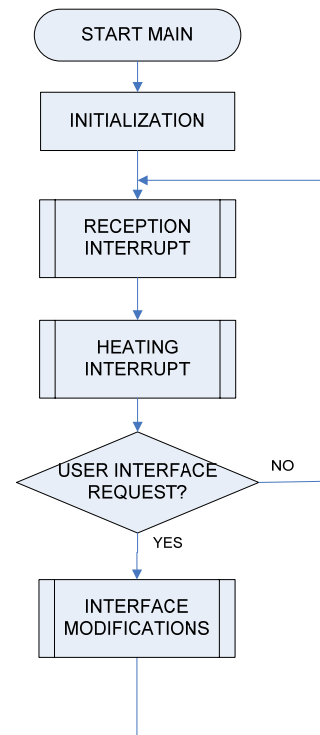 START MAIN
INITIALIZATION
RECEPTION
INTERRUPT
HEATING
INTERRUPT
USER INTERFACE
REQUEST?
NO
YES
INTERFACE
MODIFICATIONS